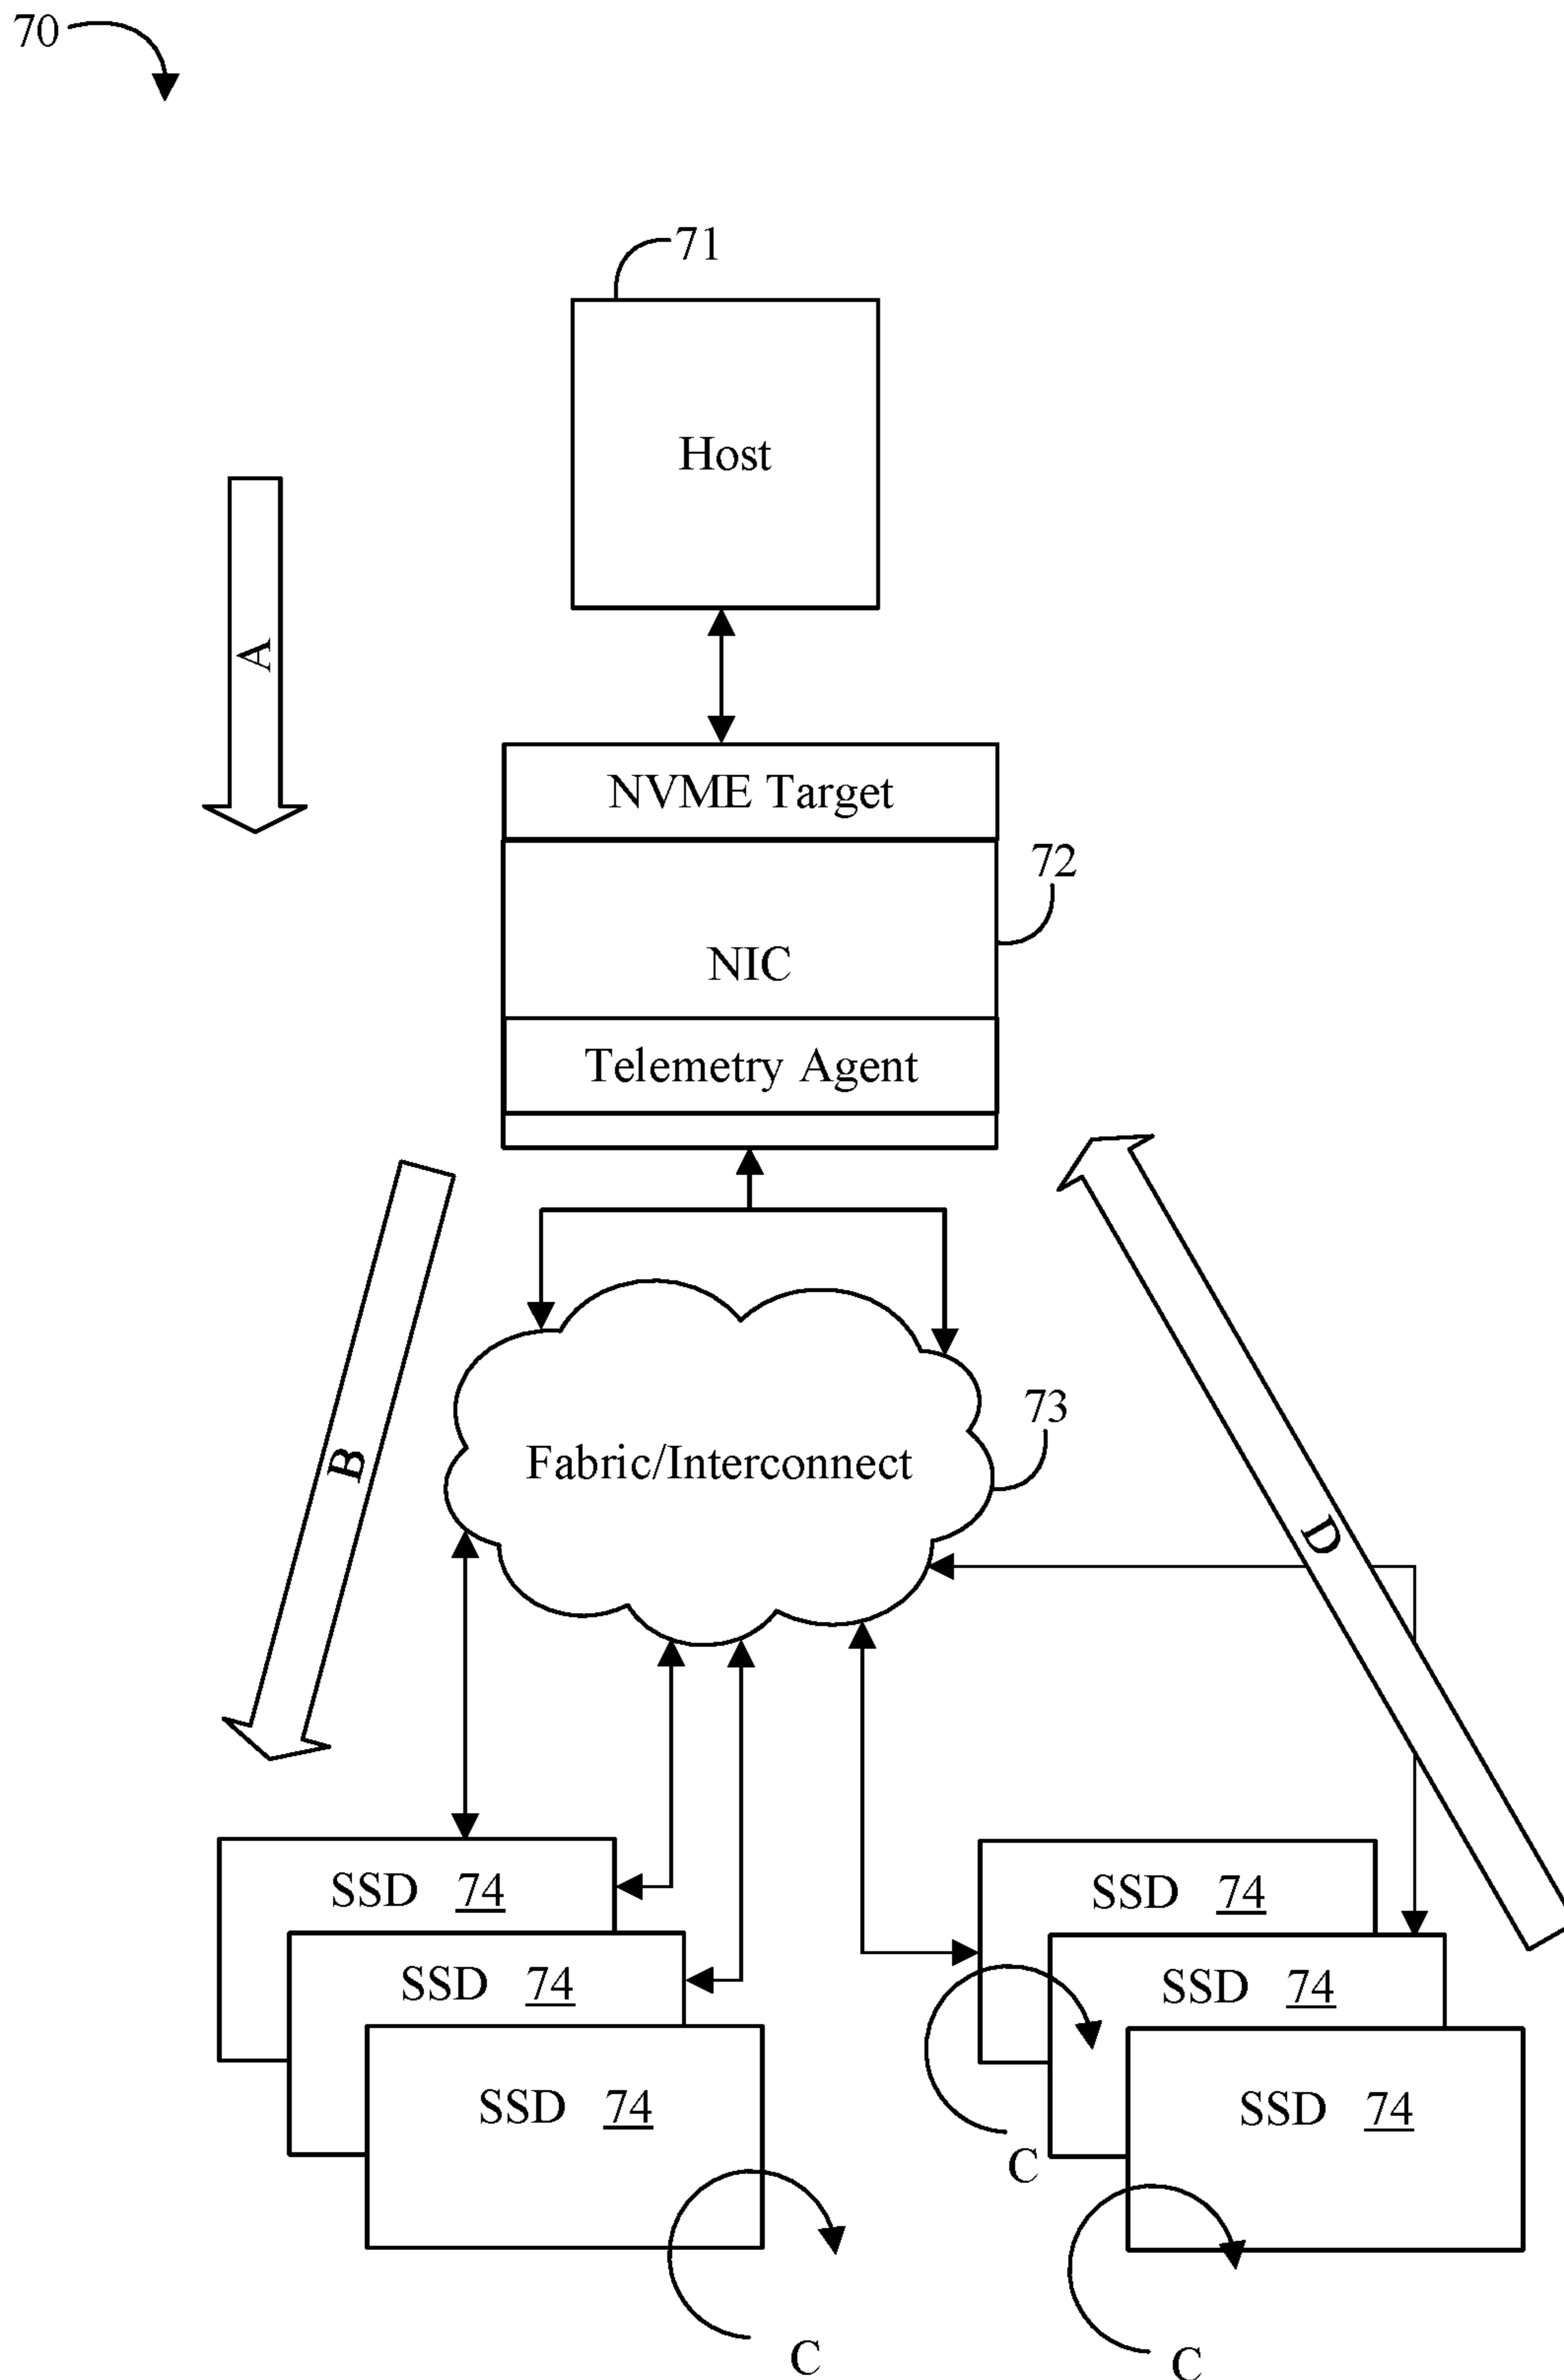 70
71
Host
A
NVME Target
72
NIC
Telemetry Agent
73
Fabric/Interconnect
B
D
SSD 74
SSD 74
SSD 74
SSD 74
SSD 74
SSD 74
C
C
C